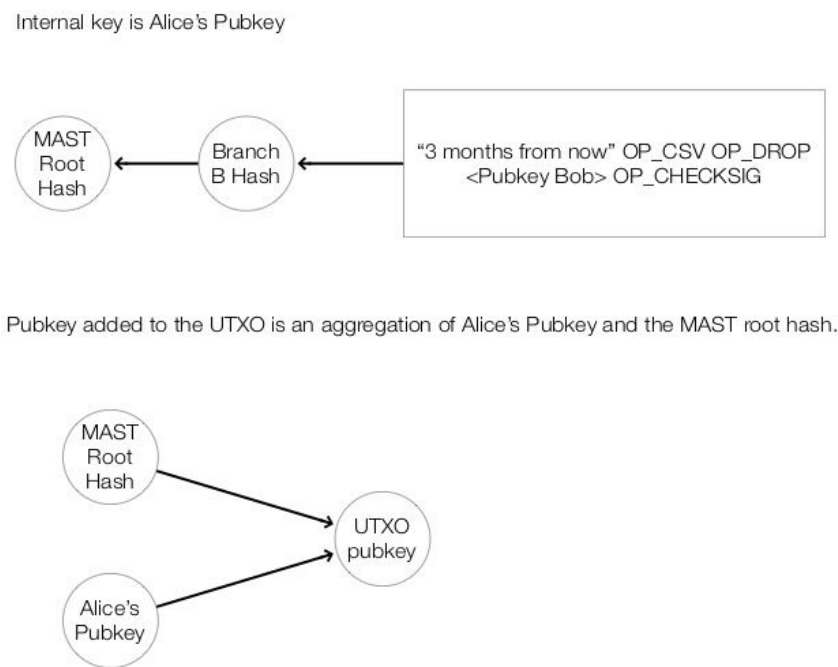 Internal key is Alice’s Pubkey
MAST
Root
Hash
Branch
B Hash
“3 months from now” OP_CSV OP_DROP
<Pubkey Bob> OP_CHECKSIG
Pubkey added to the UTXO is an aggregation of Alice’s Pubkey and the MAST root hash.
MAST
Root
Hash
UTXO
pubkey
Alice’s
Pubkey